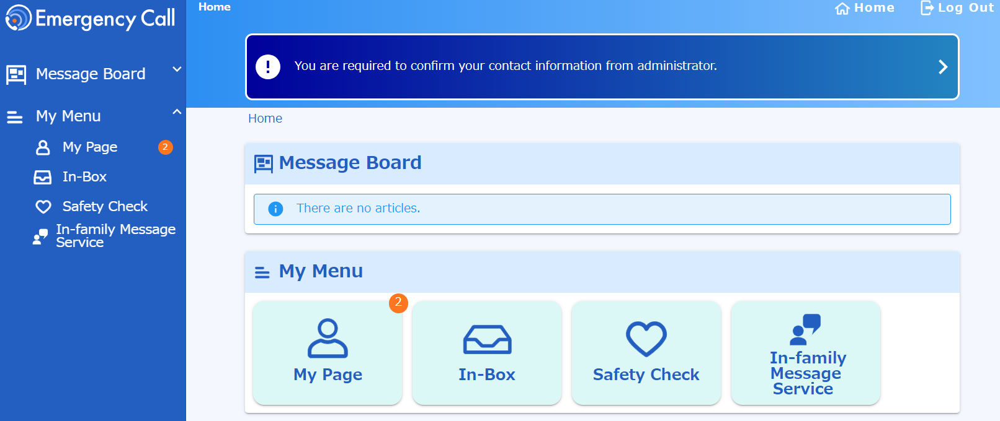 Emergency Call
Home
Home
Log Out
! You are required to confirm your contact information from administrator.
Message Board
My Menu
My Page
2
In-Box
Safety Check
In-family Message
Service
Home
Message Board
i There are no articles.
My Menu
2
My Page
In-Box
Safety Check
In-family
Message
Service